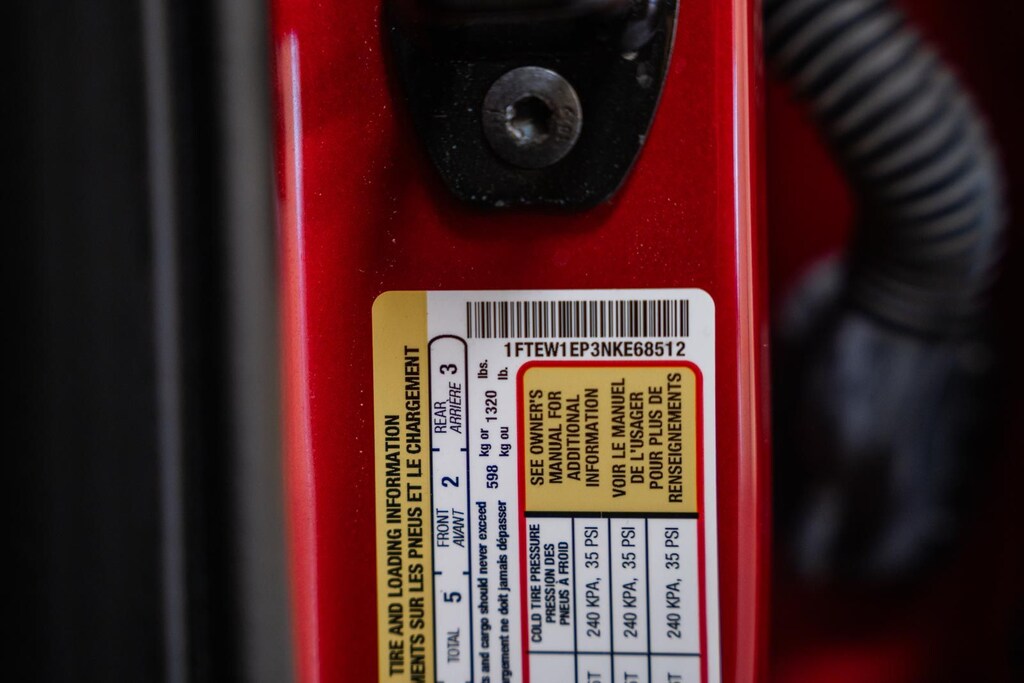 1FTEW1EP3NKE68512
TIRE AND LOADING INFORMATION
MENTS SUR LES PNEUS ET LE CHARGEMENT
TOTAL 5 FRONT AVANT 2 REAR ARRIÈRE 3
s and cargo should never exceed 598 kg or 1320 lbs.
rgement ne doit jamais dépasser kg ou lb.
SEE OWNER'S
MANUAL FOR
ADDITIONAL
INFORMATION
VOIR LE MANUEL
DE L'USAGER
POUR PLUS DE
RENSEIGNEMENTS
COLD TIRE PRESSURE
PRESSION DES
PNEUS À FROID
240 KPA, 35 PSI
240 KPA, 35 PSI
240 KPA, 35 PSI